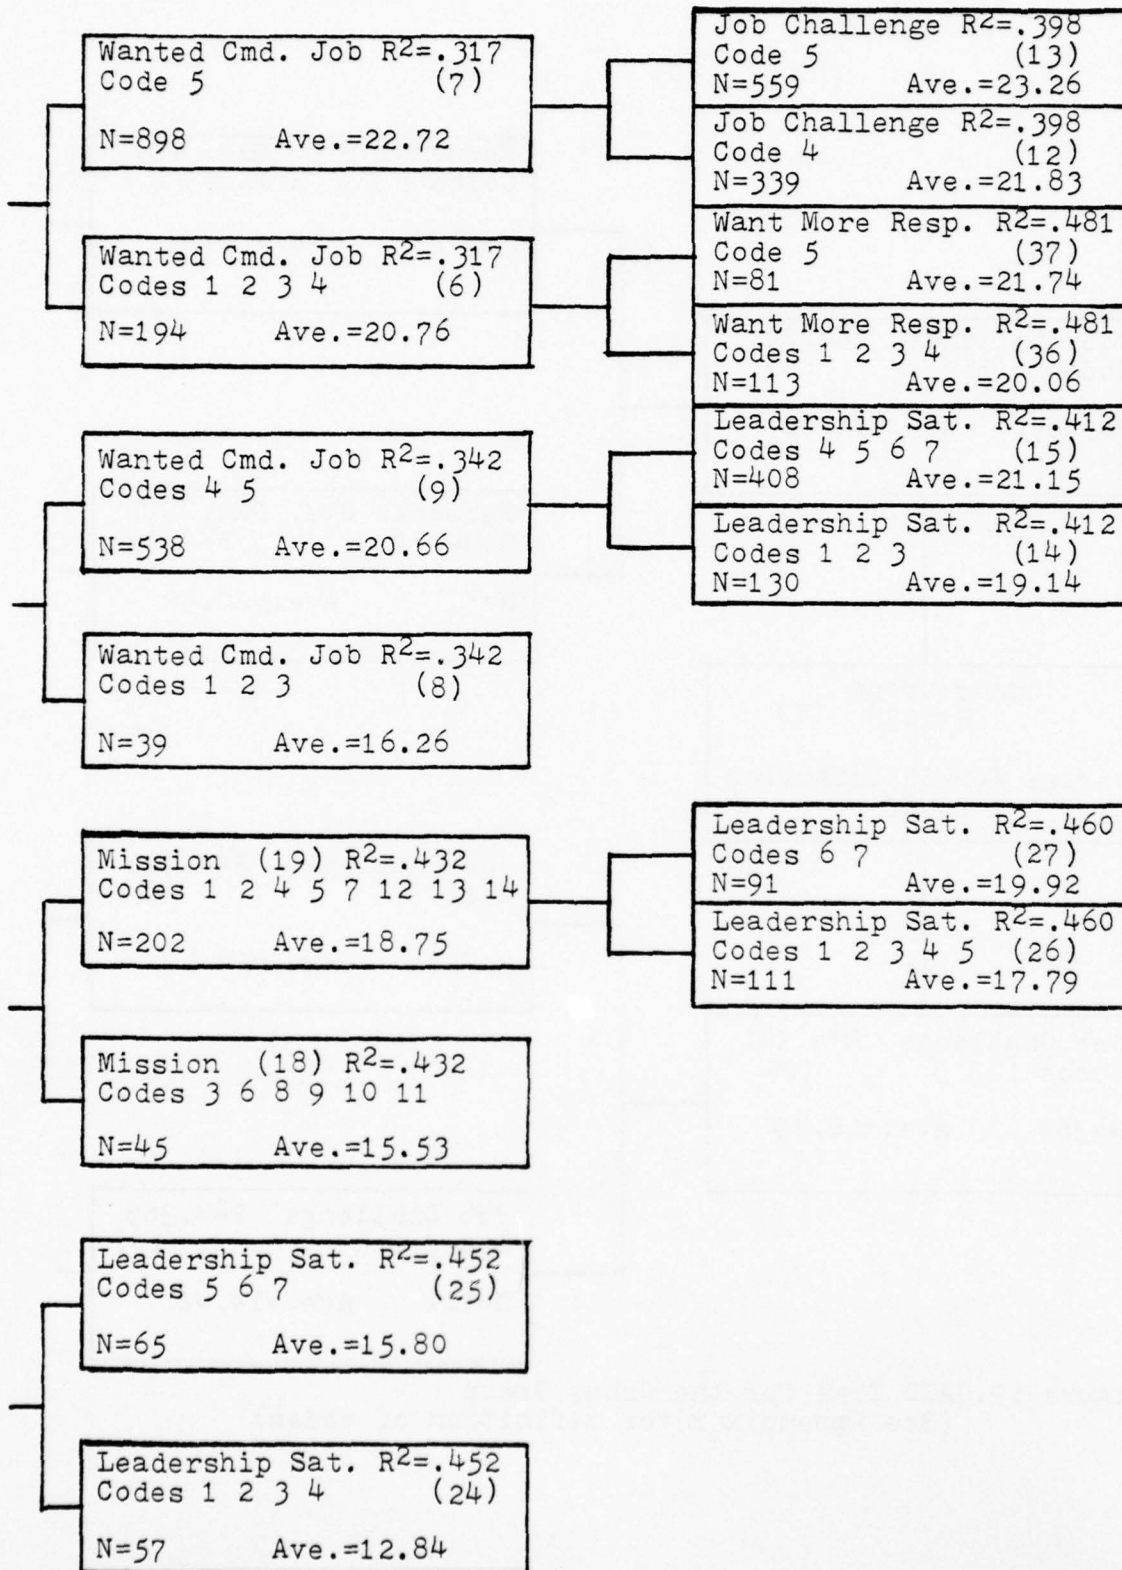 Wanted Cmd. Job R²=.317
Code 5 (7)
N=898 Ave.=22.72
Wanted Cmd. Job R²=.317
Codes 1 2 3 4 (6)
N=194 Ave.=20.76
Wanted Cmd. Job R²=.342
Codes 4 5 (9)
N=538 Ave.=20.66
Wanted Cmd. Job R²=.342
Codes 1 2 3 (8)
N=39 Ave.=16.26
Mission (19) R²=.432
Codes 1 2 4 5 7 12 13 14
N=202 Ave.=18.75
Mission (18) R²=.432
Codes 3 6 8 9 10 11
N=45 Ave.=15.53
Leadership Sat. R²=.452
Codes 5 6 7 (25)
N=65 Ave.=15.80
Leadership Sat. R²=.452
Codes 1 2 3 4 (24)
N=57 Ave.=12.84
Job Challenge R²=.398
Code 5 (13)
N=559 Ave.=23.26
Job Challenge R²=.398
Code 4 (12)
N=339 Ave.=21.83
Want More Resp. R²=.481
Code 5 (37)
N=81 Ave.=21.74
Want More Resp. R²=.481
Codes 1 2 3 4 (36)
N=113 Ave.=20.06
Leadership Sat. R²=.412
Codes 4 5 6 7 (15)
N=408 Ave.=21.15
Leadership Sat. R²=.412
Codes 1 2 3 (14)
N=130 Ave.=19.14
Leadership Sat. R²=.460
Codes 6 7 (27)
N=91 Ave.=19.92
Leadership Sat. R²=.460
Codes 1 2 3 4 5 (26)
N=111 Ave.=17.79